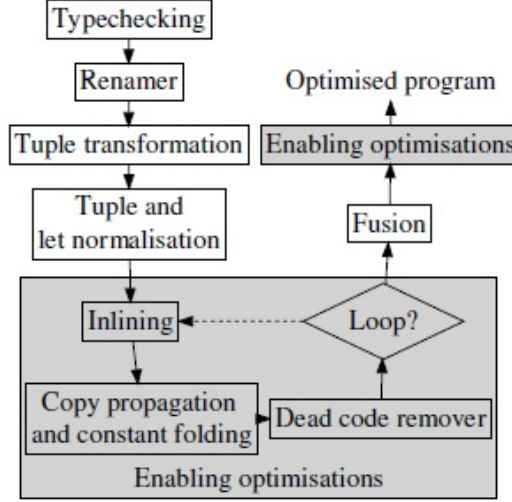 Typechecking
Renamer
Tuple transformation
Tuple and
let normalisation
Inlining
Copy propagation
and constant folding
Dead code remover
Loop?
Enabling optimisations
Fusion
Enabling optimisations
Optimised program